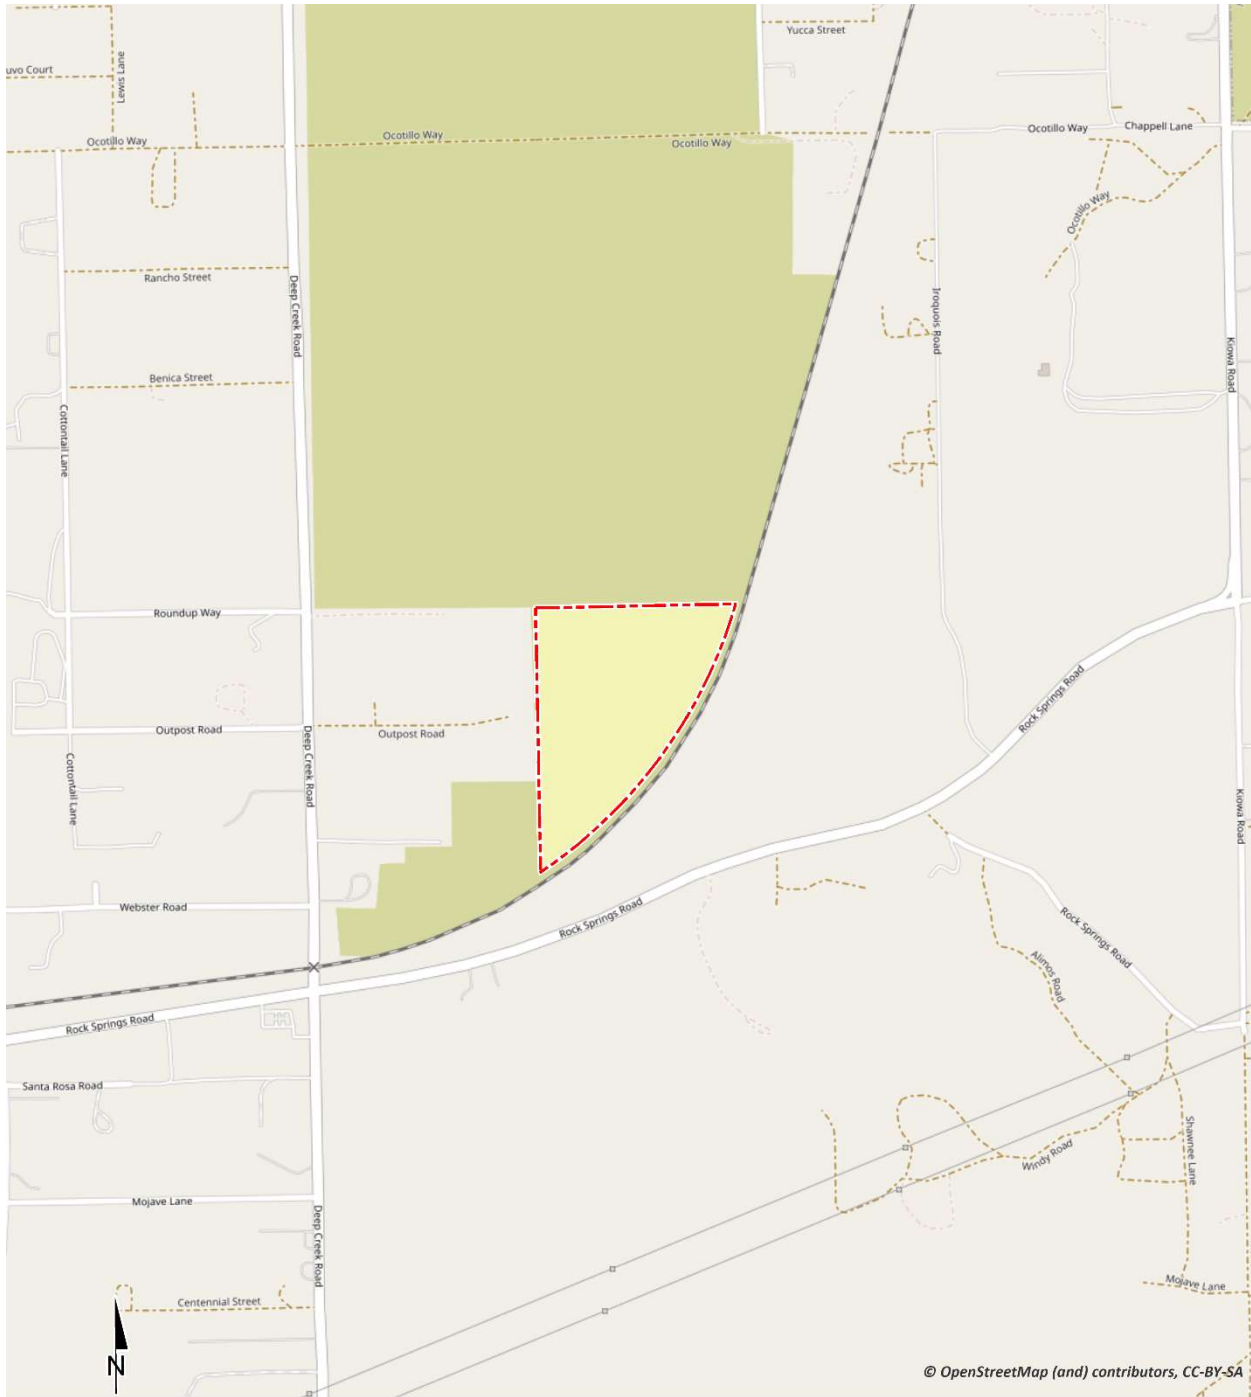 Yucca Street
uvo Court
Lewis Lane
Ocotillo Way
Ocotillo Way
Ocotillo Way
Ocotillo Way
Chappell Lane
Ocotillo Way
Rancho Street
Deep Creek Road
Iroquois Road
Kiowa Road
Benica Street
Cottontail Lane
Roundup Way
Outpost Road
Outpost Road
Deep Creek Road
Rock Springs Road
Cottontail Lane
Kiowa Road
Webster Road
Rock Springs Road
Rock Springs Road
Alimos Road
Rock Springs Road
Santa Rosa Road
Shawnee Lane
Windy Road
Mojave Lane
Deep Creek Road
Mojave Lane
Centennial Street
N
© OpenStreetMap (and) contributors, CC-BY-SA